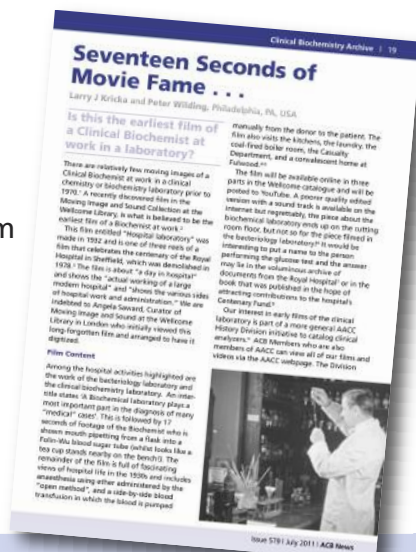 Clinical Biochemistry Archive | 19
Seventeen Seconds of
Movie Fame . . .
Larry J Kricka and Peter Wilding, Philadelphia, PA, USA
Is this the earliest film of
a Clinical Biochemist at
work in a laboratory?
There are relatively few moving images of a
Clinical Biochemist at work in a clinical
chemistry or biochemistry laboratory prior to
1970.¹ A recently discovered film in the
Moving Image and Sound Collection at the
Wellcome Library, is what is believed to be the
earliest film of a Biochemist at work.²
This film entitled "Hospital laboratory" was
made in 1932 and is one of three reels of a
film that celebrates the centenary of the Royal
Hospital in Sheffield, which was demolished in
1978.³ The film is about "a day in hospital"
and shows the "actual working of a large
modern hospital" and "shows the various sides
of hospital work and administration." We are
indebted to Angela Saward, Curator of
Moving Image and Sound at the Wellcome
Library in London who initially viewed this
long-forgotten film and arranged to have it
digitized.
Film Content
Among the hospital activities highlighted are
the work of the bacteriology laboratory and
the clinical biochemistry laboratory. An inter-
title states 'A Biochemical Laboratory plays a
most important part in the diagnosis of many
"medical" cases'. This is followed by 17
seconds of footage of the Biochemist who is
shown mouth pipetting from a flask into a
Folin-Wu blood sugar tube (whilst looks like a
tea cup stands nearby on the bench!). The
remainder of the film is full of fascinating
views of hospital life in the 1930s and includes
anaesthesia using ether administered by the
"open method", and a side-by-side blood
transfusion in which the blood is pumped
manually from the donor to the patient. The
film also visits the kitchens, the laundry, the
coal-fired boiler room, the Casualty
Department, and a convalescent home at
Fulwood.
The film will be available online in three
parts in the Wellcome catalogue and will be
posted to YouTube. A poorer quality edited
version with a sound track is available on the
internet but regrettably, the piece about the
biochemical laboratory ends up on the cutting
room floor, but not so for the piece filmed in
the bacteriology laboratory! It would be
interesting to put a name to the person
performing the glucose test and the answer
may lie in the voluminous archive of
documents from the Royal Hospital or in the
book that was published in the hope of
attracting contributions to the hospital's
Centenary Fund.
Our interest in early films of the clinical
laboratory is part of a more general AACC
History Division initiative to catalog clinical
analyzers. ACB Members who are also
members of AACC can view all of our films and
videos via the AACC webpage. The Division
Issue 579 | July 2011 | ACB News
m